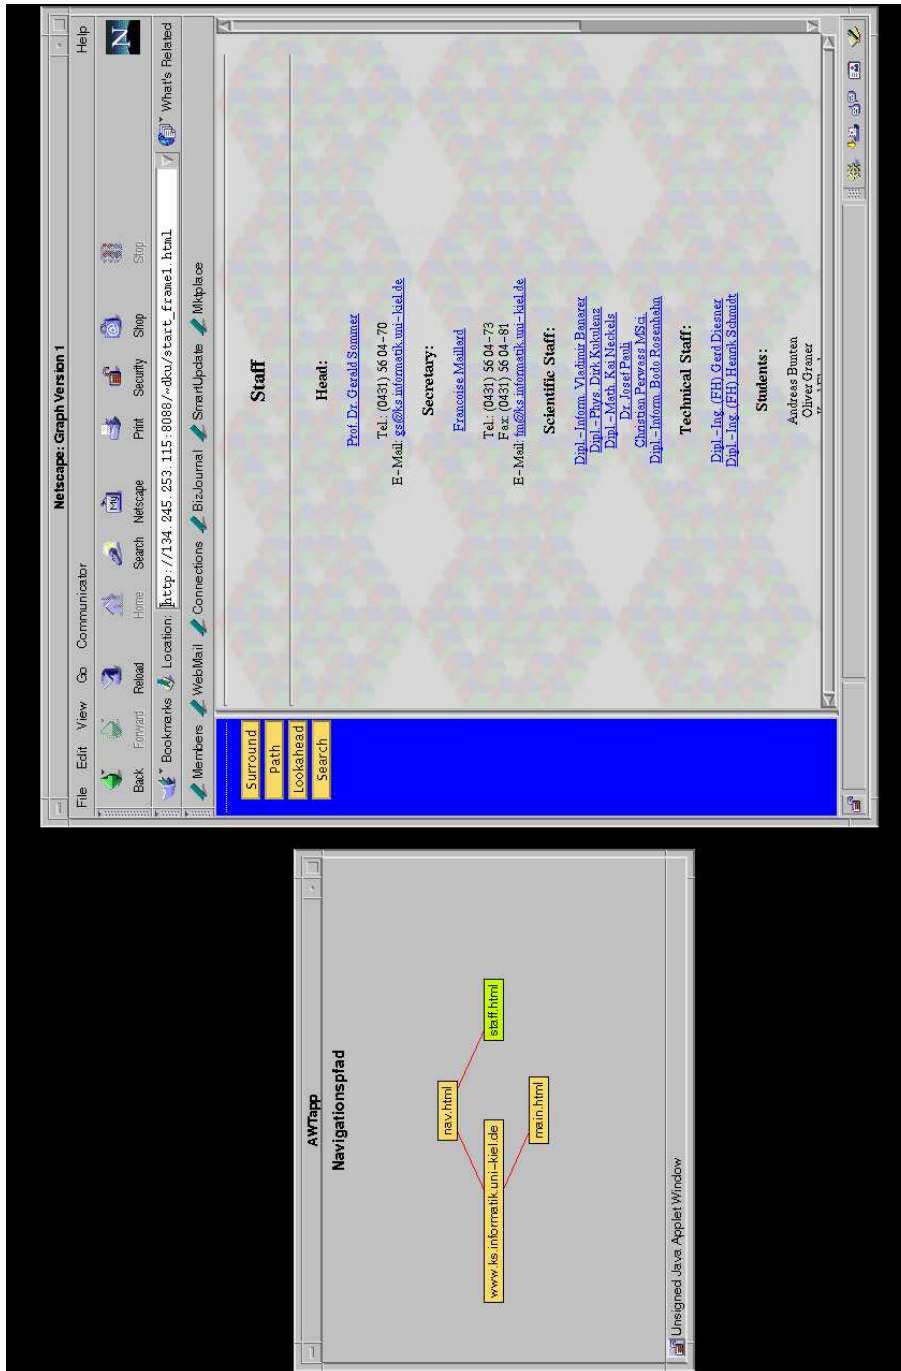 Netscape: Graph Version 1
File Edit View Go Communicator Help
Back Forward Reload Home Search Netscape Print Security Shop Stop
My
N
Bookmarks Location: http://134.245.253.115:8088/~dku/start_frame1.html What's Related
Members WebMail Connections BizJournal SmartUpdate Mktplace
Surround
Path
Lookahead
Search
Staff
Head:
Prof. Dr. Gerald Sommer
Tel: (0431) 56 04-70
E-Mail: gs@ks.informatik.uni-kiel.de
Secretary:
Francoise Maillard
Tel: (0431) 56 04-73
Fax: (0431) 56 04-81
E-Mail: fm@ks.informatik.uni-kiel.de
Scientific Staff:
Dipl.-Inform. Vladimir Banarer
Dipl.-Phys. Dirk Kukulenz
Dipl.-Math. Kai Neckels
Dr. Josef Pauli
Christian Perwass MSci.
Dipl-Inform Bodo Rosenhahn
Technical Staff:
Dipl.-Ing. (FH) Gerd Diesner
Dipl-Ing. (FH) Henrik Schmidt
Students:
Andreas Bunten
Oliver Graner
AWTapp
Navigationspfad
nav.html
www.ks.informatik.uni-kiel.de
staff.html
main.html
Unsigned Java Applet Window